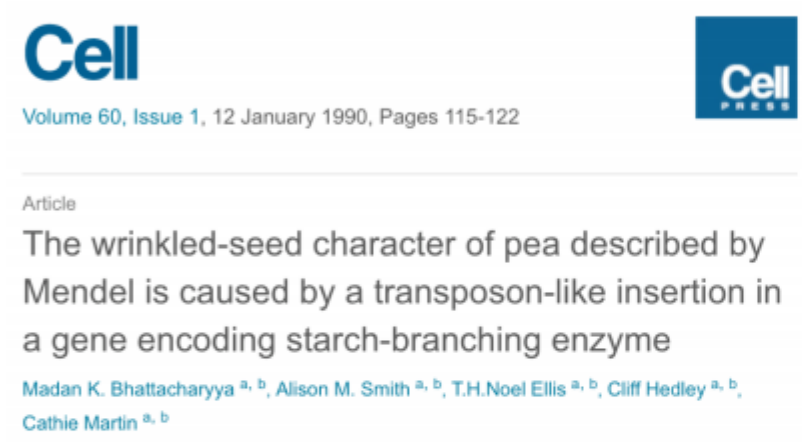 Cell
Cell
PRESS
Volume 60, Issue 1, 12 January 1990, Pages 115-122
Article
The wrinkled-seed character of pea described by
Mendel is caused by a transposon-like insertion in
a gene encoding starch-branching enzyme
Madan K. Bhattacharyya a, b, Alison M. Smith a, b, T.H.Noel Ellis a, b, Cliff Hedley a, b,
Cathie Martin a, b